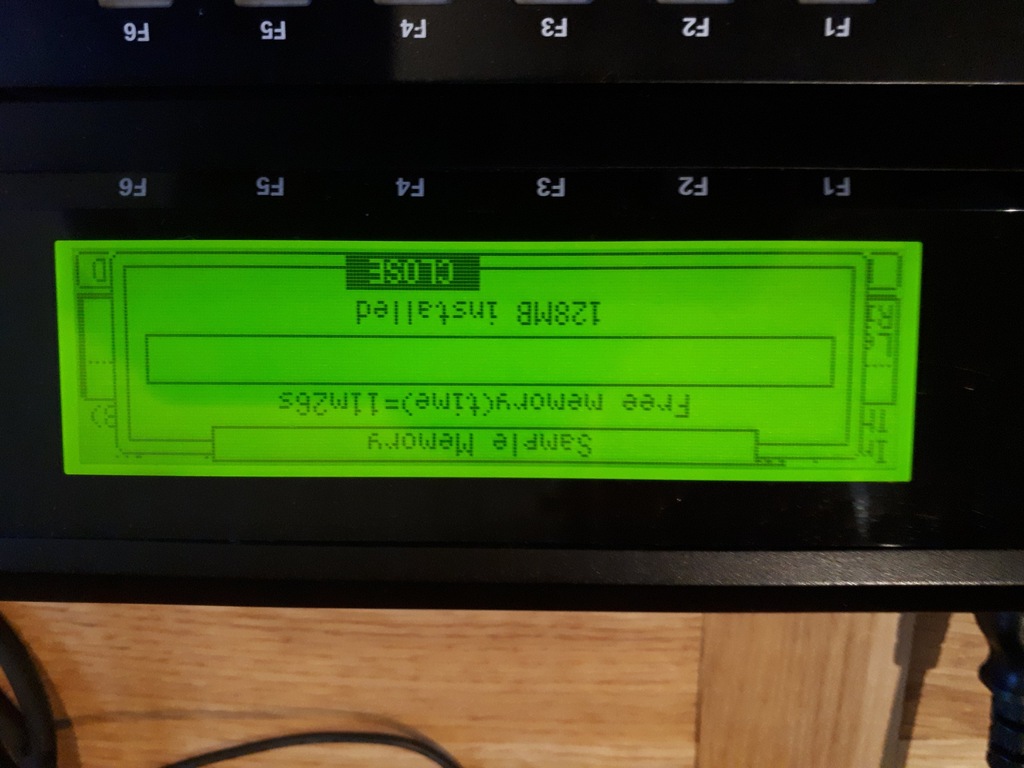 Sample Memory
Free memory(time)=11m26s
128MB installed
CLOSE
F1 F2 F3 F4 F5 F6
F1 F2 F3 F4 F5 F6